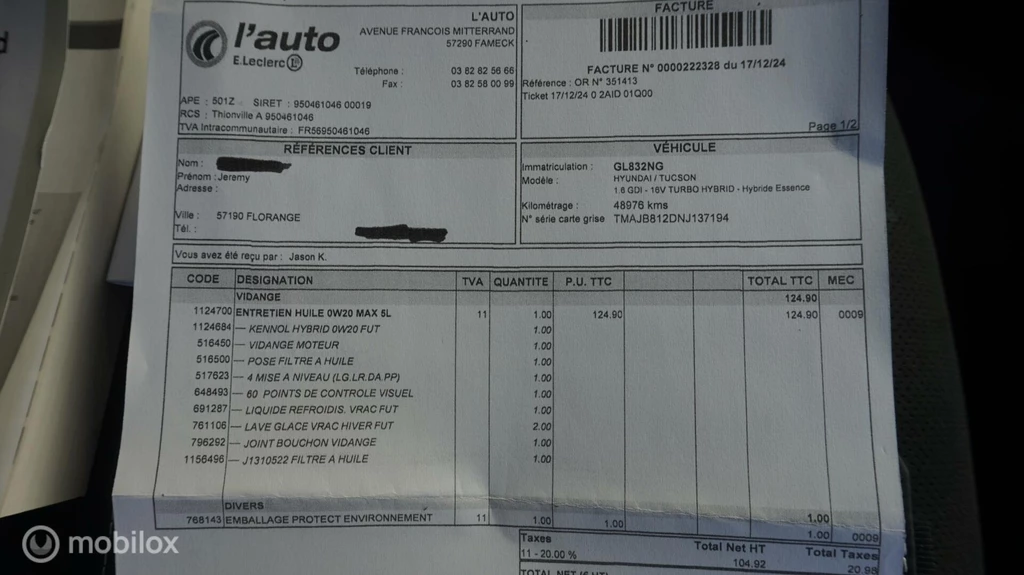 l'auto
E.Leclerc
L'AUTO
AVENUE FRANCOIS MITTERRAND
57290 FAMECK
Téléphone : 03 82 82 56 66
Fax : 03 82 58 00 99
APE : 501Z SIRET : 950461046 00019
RCS : Thionville A 950461046
TVA Intracommunautaire : FR56950461046
FACTURE
FACTURE N° 0000222328 du 17/12/24
Référence : OR N° 351413
Ticket 17/12/24 0 2AID 01Q00
Page 1/2
RÉFÉRENCES CLIENT
Nom :
Prénom : Jeremy
Adresse :
Ville : 57190 FLORANGE
Tél. :
VÉHICULE
Immatriculation : GL832NG
Modèle : HYUNDAI / TUCSON
1.6 GDI - 16V TURBO HYBRID - Hybride Essence
Kilométrage : 48976 kms
N° série carte grise TMAJB812DNJ137194
Vous avez été reçu par : Jason K.
CODE DESIGNATION TVA QUANTITE P.U. TTC TOTAL TTC MEC
VIDANGE 124.90
1124700 ENTRETIEN HUILE 0W20 MAX 5L 11 1.00 124.90 124.90 0009
1124684 — KENNOL HYBRID 0W20 FUT 1.00
516450 — VIDANGE MOTEUR 1.00
516500 — POSE FILTRE A HUILE 1.00
517623 — 4 MISE A NIVEAU (LG.LR.DA PP) 1.00
648493 — 60 POINTS DE CONTROLE VISUEL 1.00
691287 — LIQUIDE REFROIDIS. VRAC FUT 1.00
761106 — LAVE GLACE VRAC HIVER FUT 2.00
796292 — JOINT BOUCHON VIDANGE 1.00
1156496 — J1310522 FILTRE A HUILE 1.00
DIVERS 1.00
768143 EMBALLAGE PROTECT ENVIRONNEMENT 11 1.00 1.00 1.00 0009
Taxes Total Net HT Total Taxes
11 - 20.00 % 104.92 20.98
mobilox